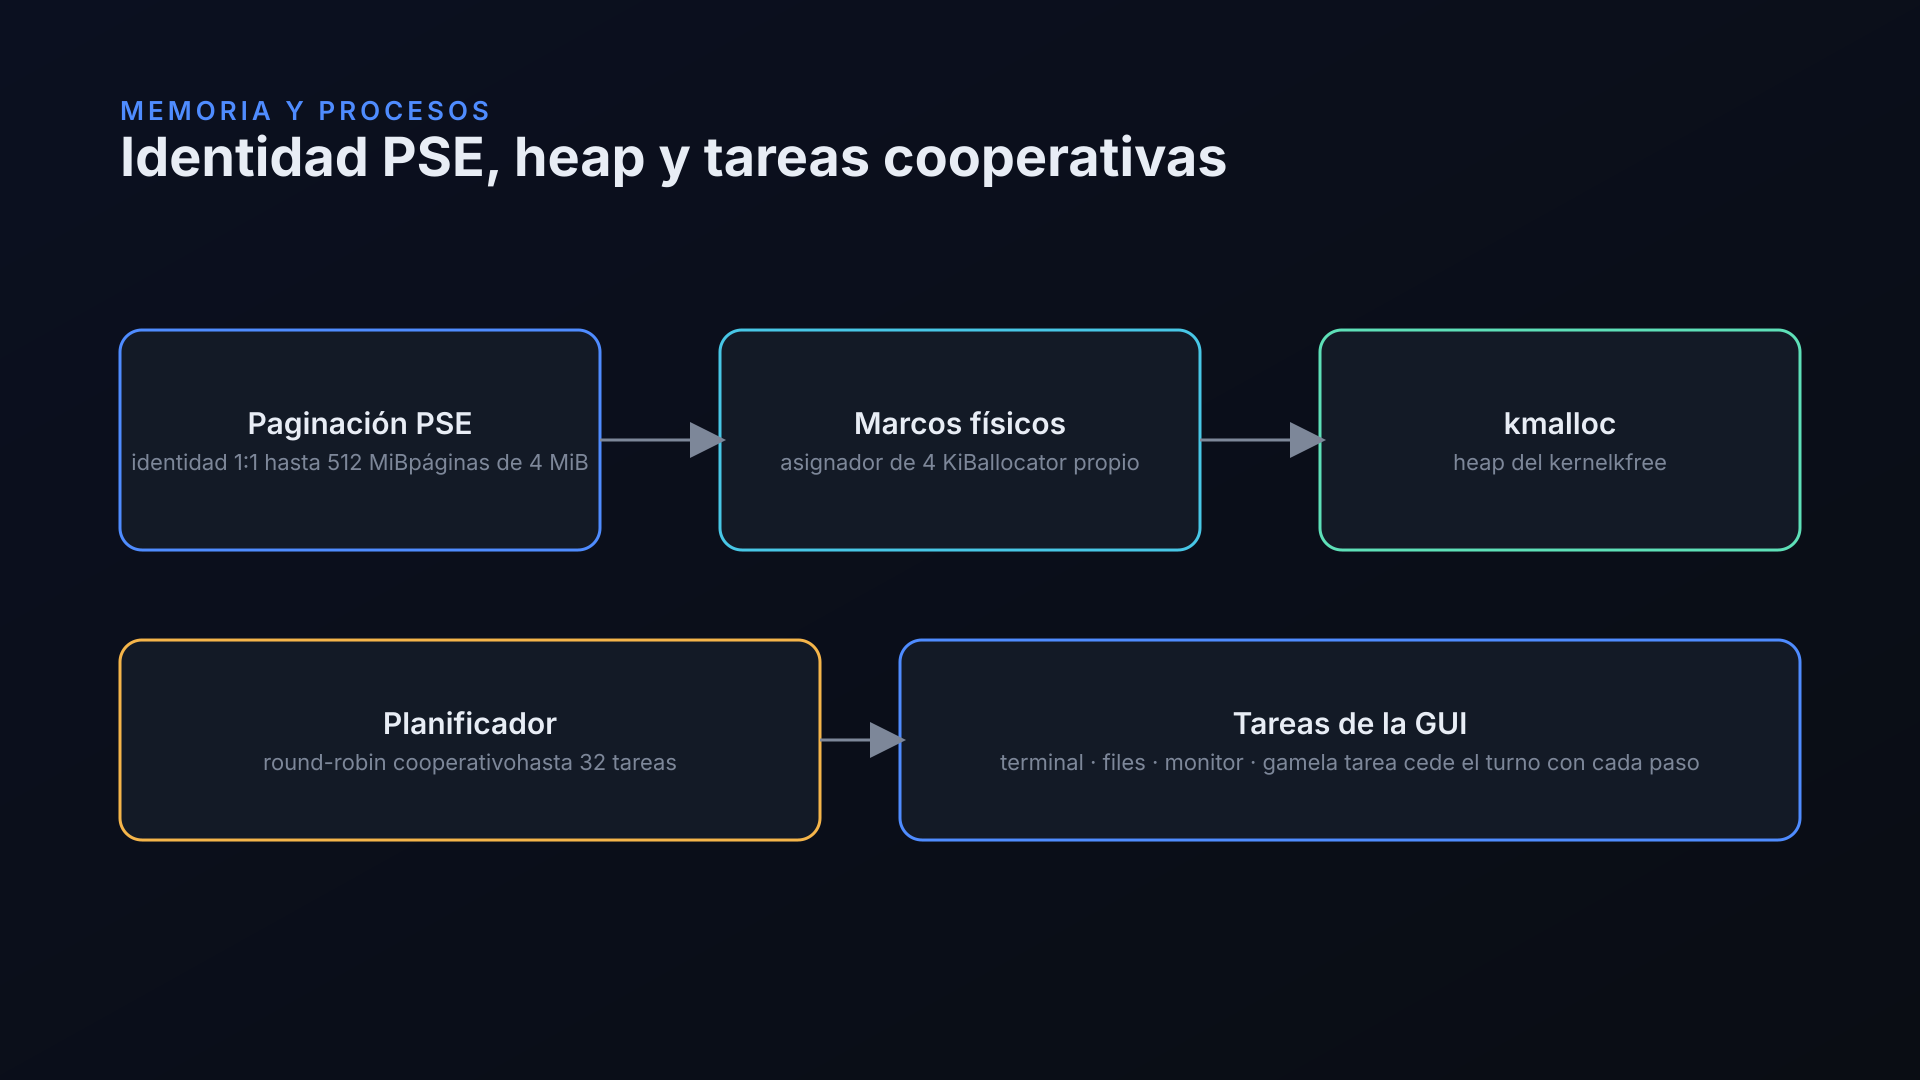 MEMORIA Y PROCESOS
Identidad PSE, heap y tareas cooperativas
Paginación PSE
identidad 1:1 hasta 512 MiBpáginas de 4 MiB
Marcos físicos
asignador de 4 KiBallocator propio
kmalloc
heap del kernelkfree
Planificador
round-robin cooperativohasta 32 tareas
Tareas de la GUI
terminal · files · monitor · gamela tarea cede el turno con cada paso